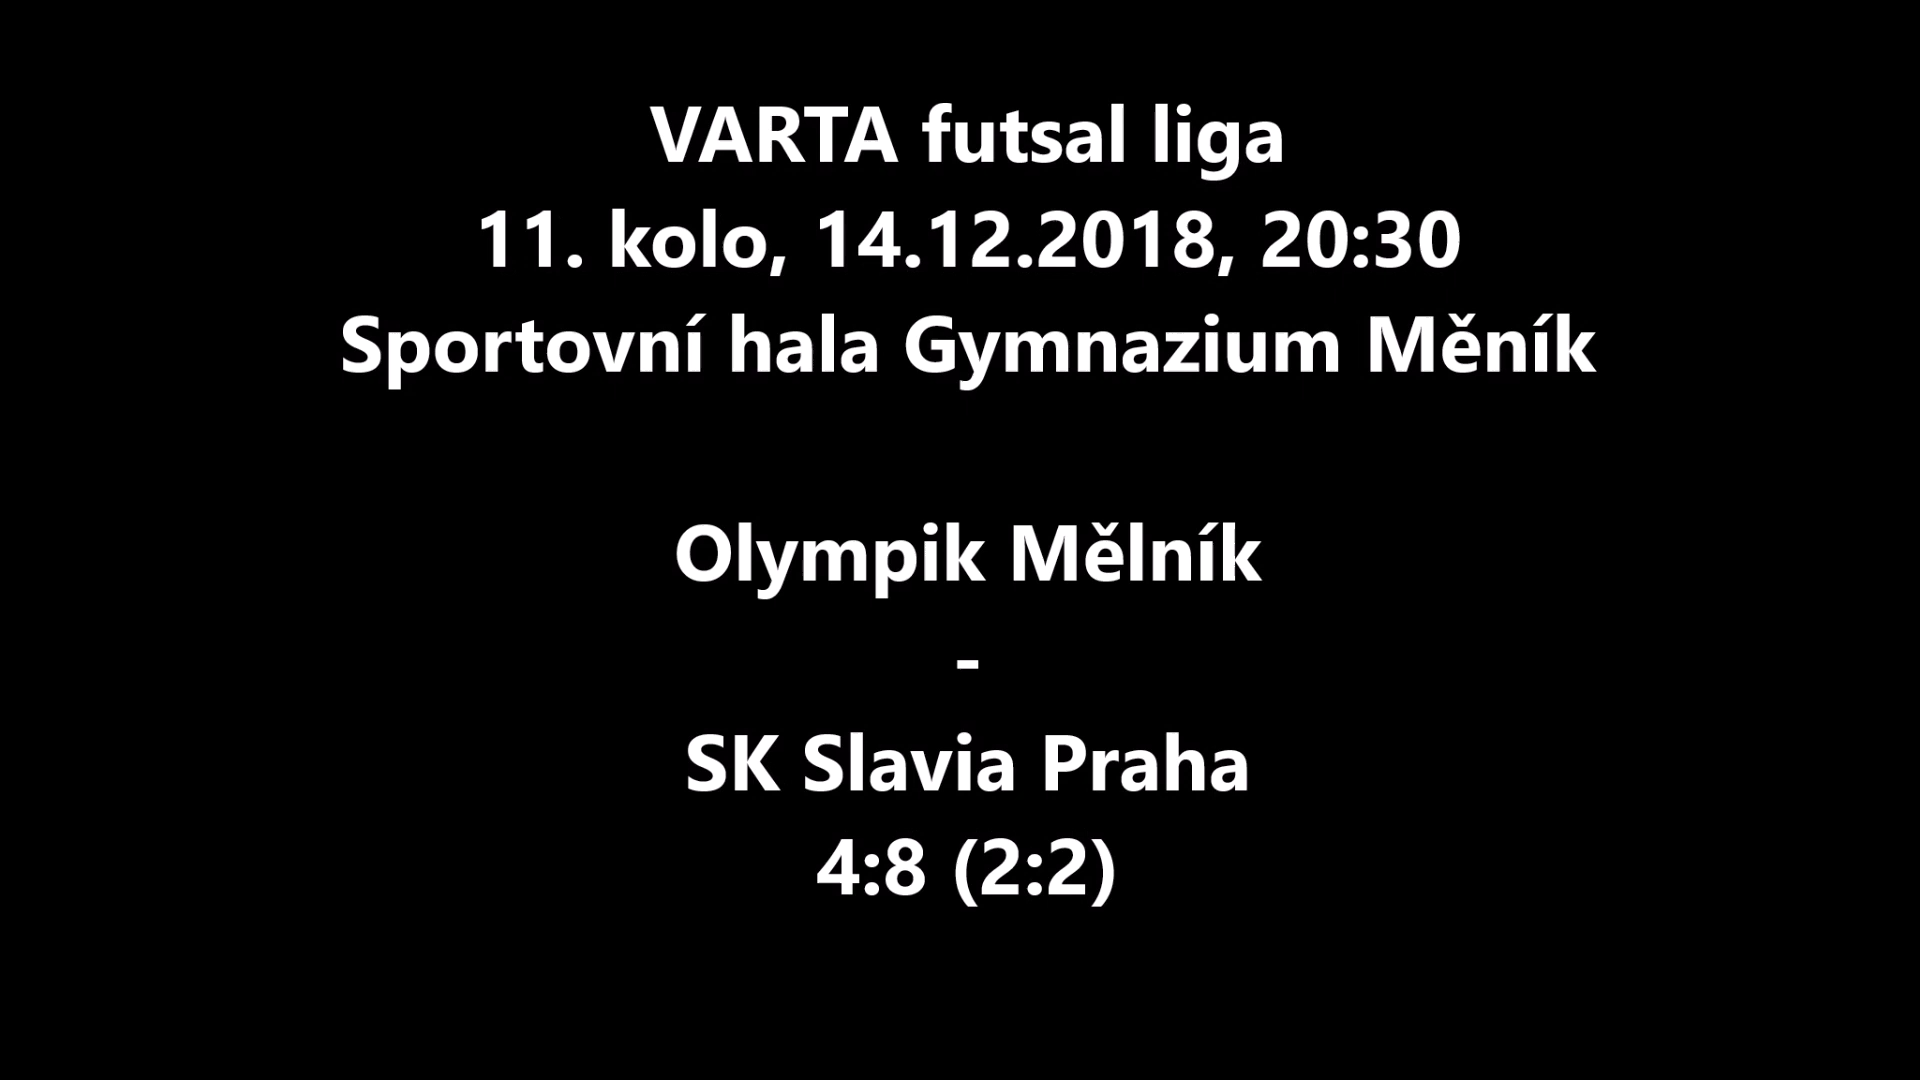 VARTA futsal liga
11. kolo, 14.12.2018, 20:30
Sportovní hala Gymnazium Měník
Olympik Mělník
-
SK Slavia Praha
4:8 (2:2)